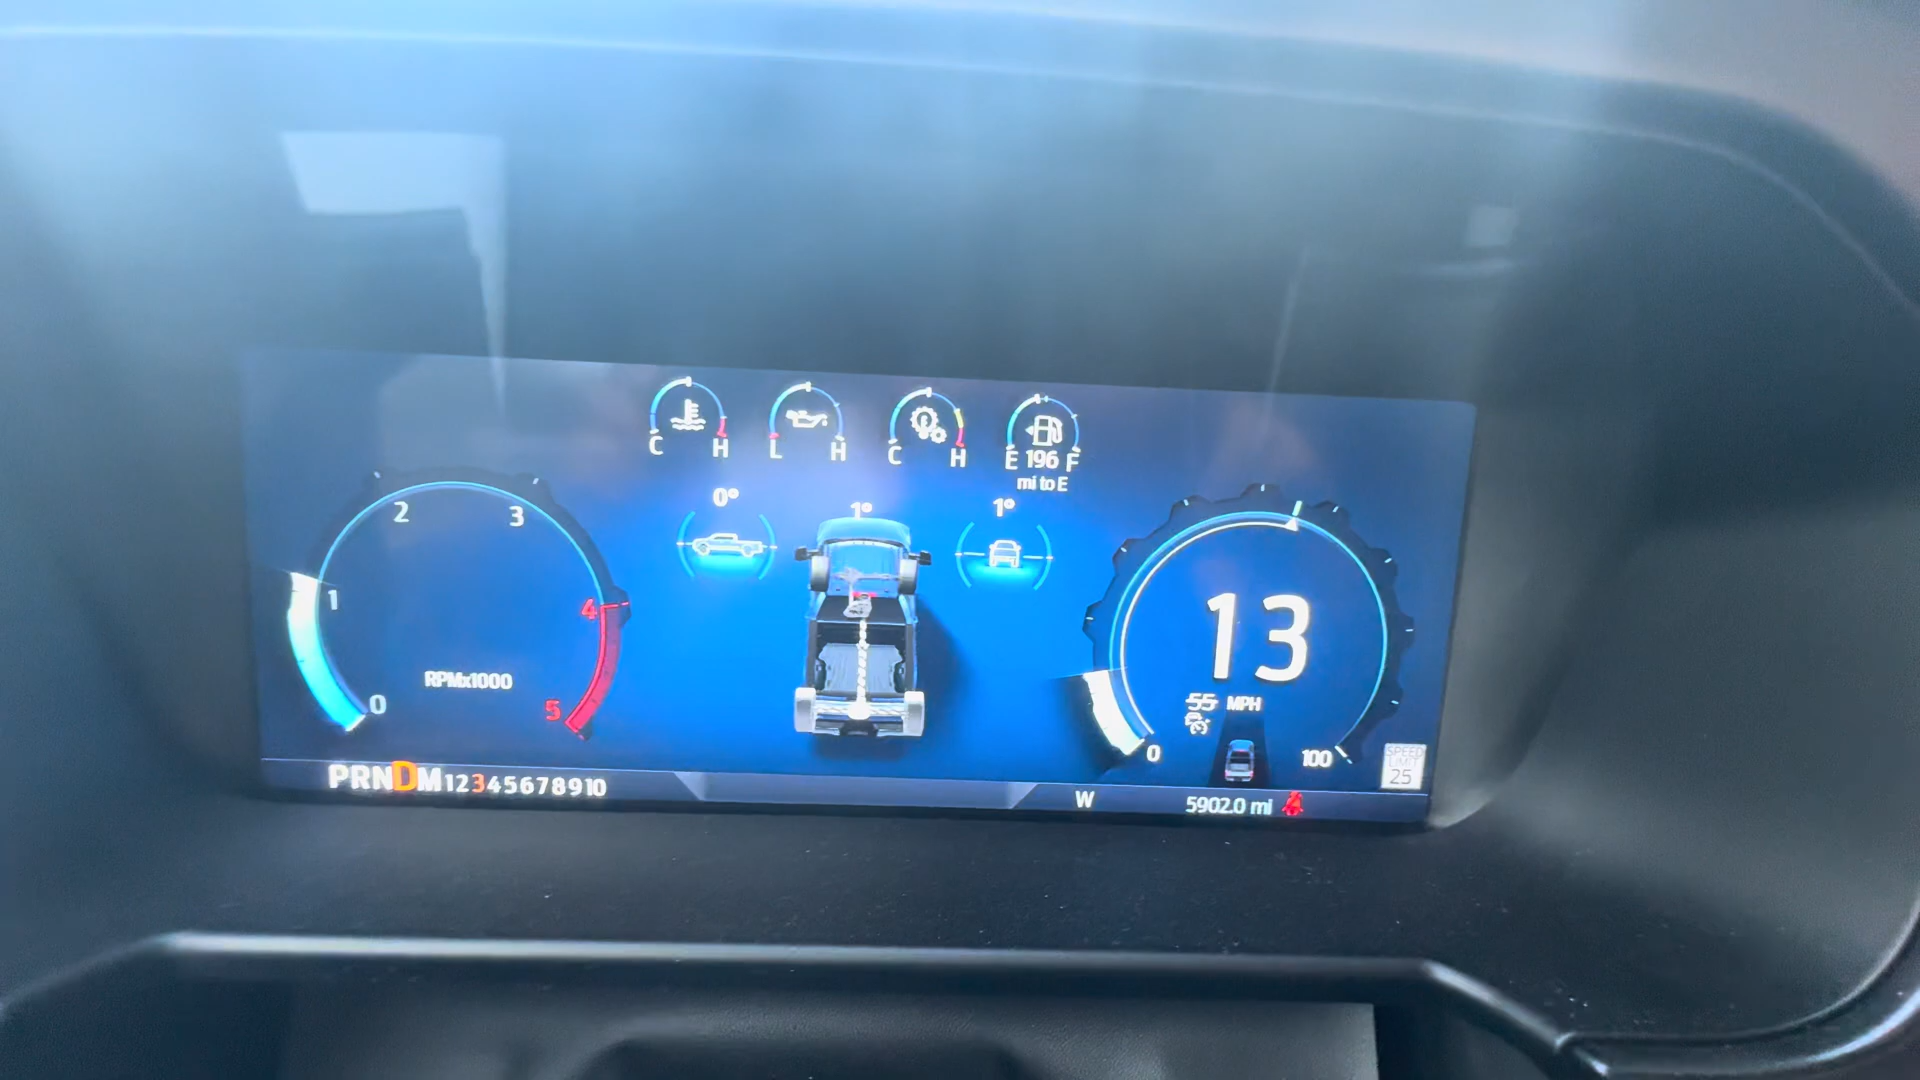 C H
L H
C H
E 196 F
mi to E
0°
1°
1°
2 3
1 4
RPMx1000
0 5
13
55 MPH
0 100
SPEED
LIMIT
25
PRNDM12345678910
W
5902.0 mi